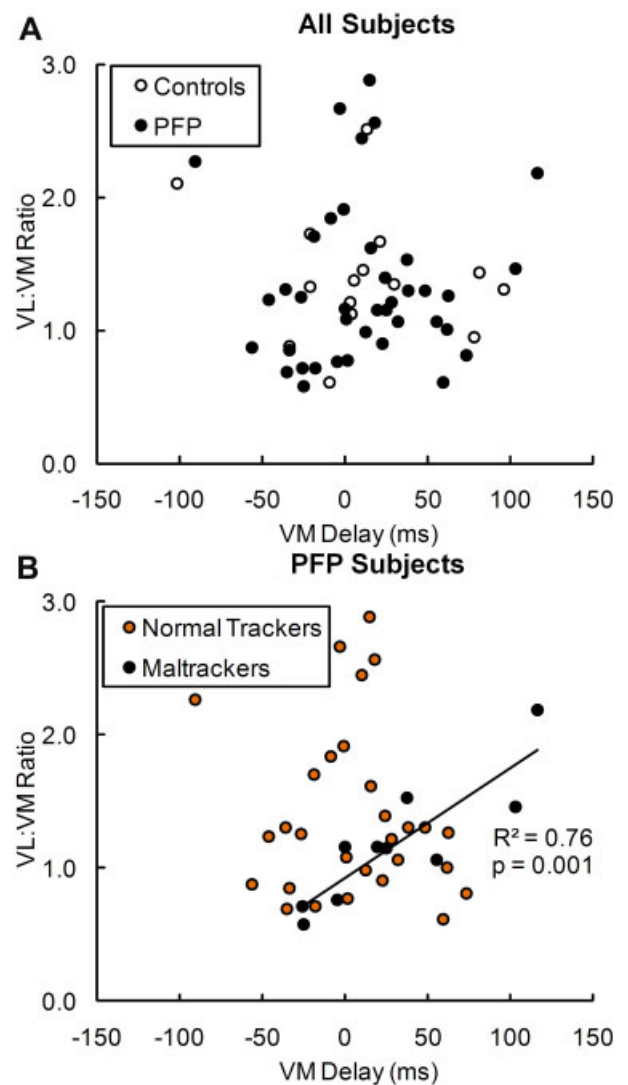 A
All Subjects
3.0
Controls
PFP
2.0
VL:VM Ratio
1.0
0.0
-150 -100 -50 0 50 100 150
VM Delay (ms)
B
PFP Subjects
3.0
Normal Trackers
Maltrackers
2.0
VL:VM Ratio
R² = 0.76
p = 0.001
1.0
0.0
-150 -100 -50 0 50 100 150
VM Delay (ms)